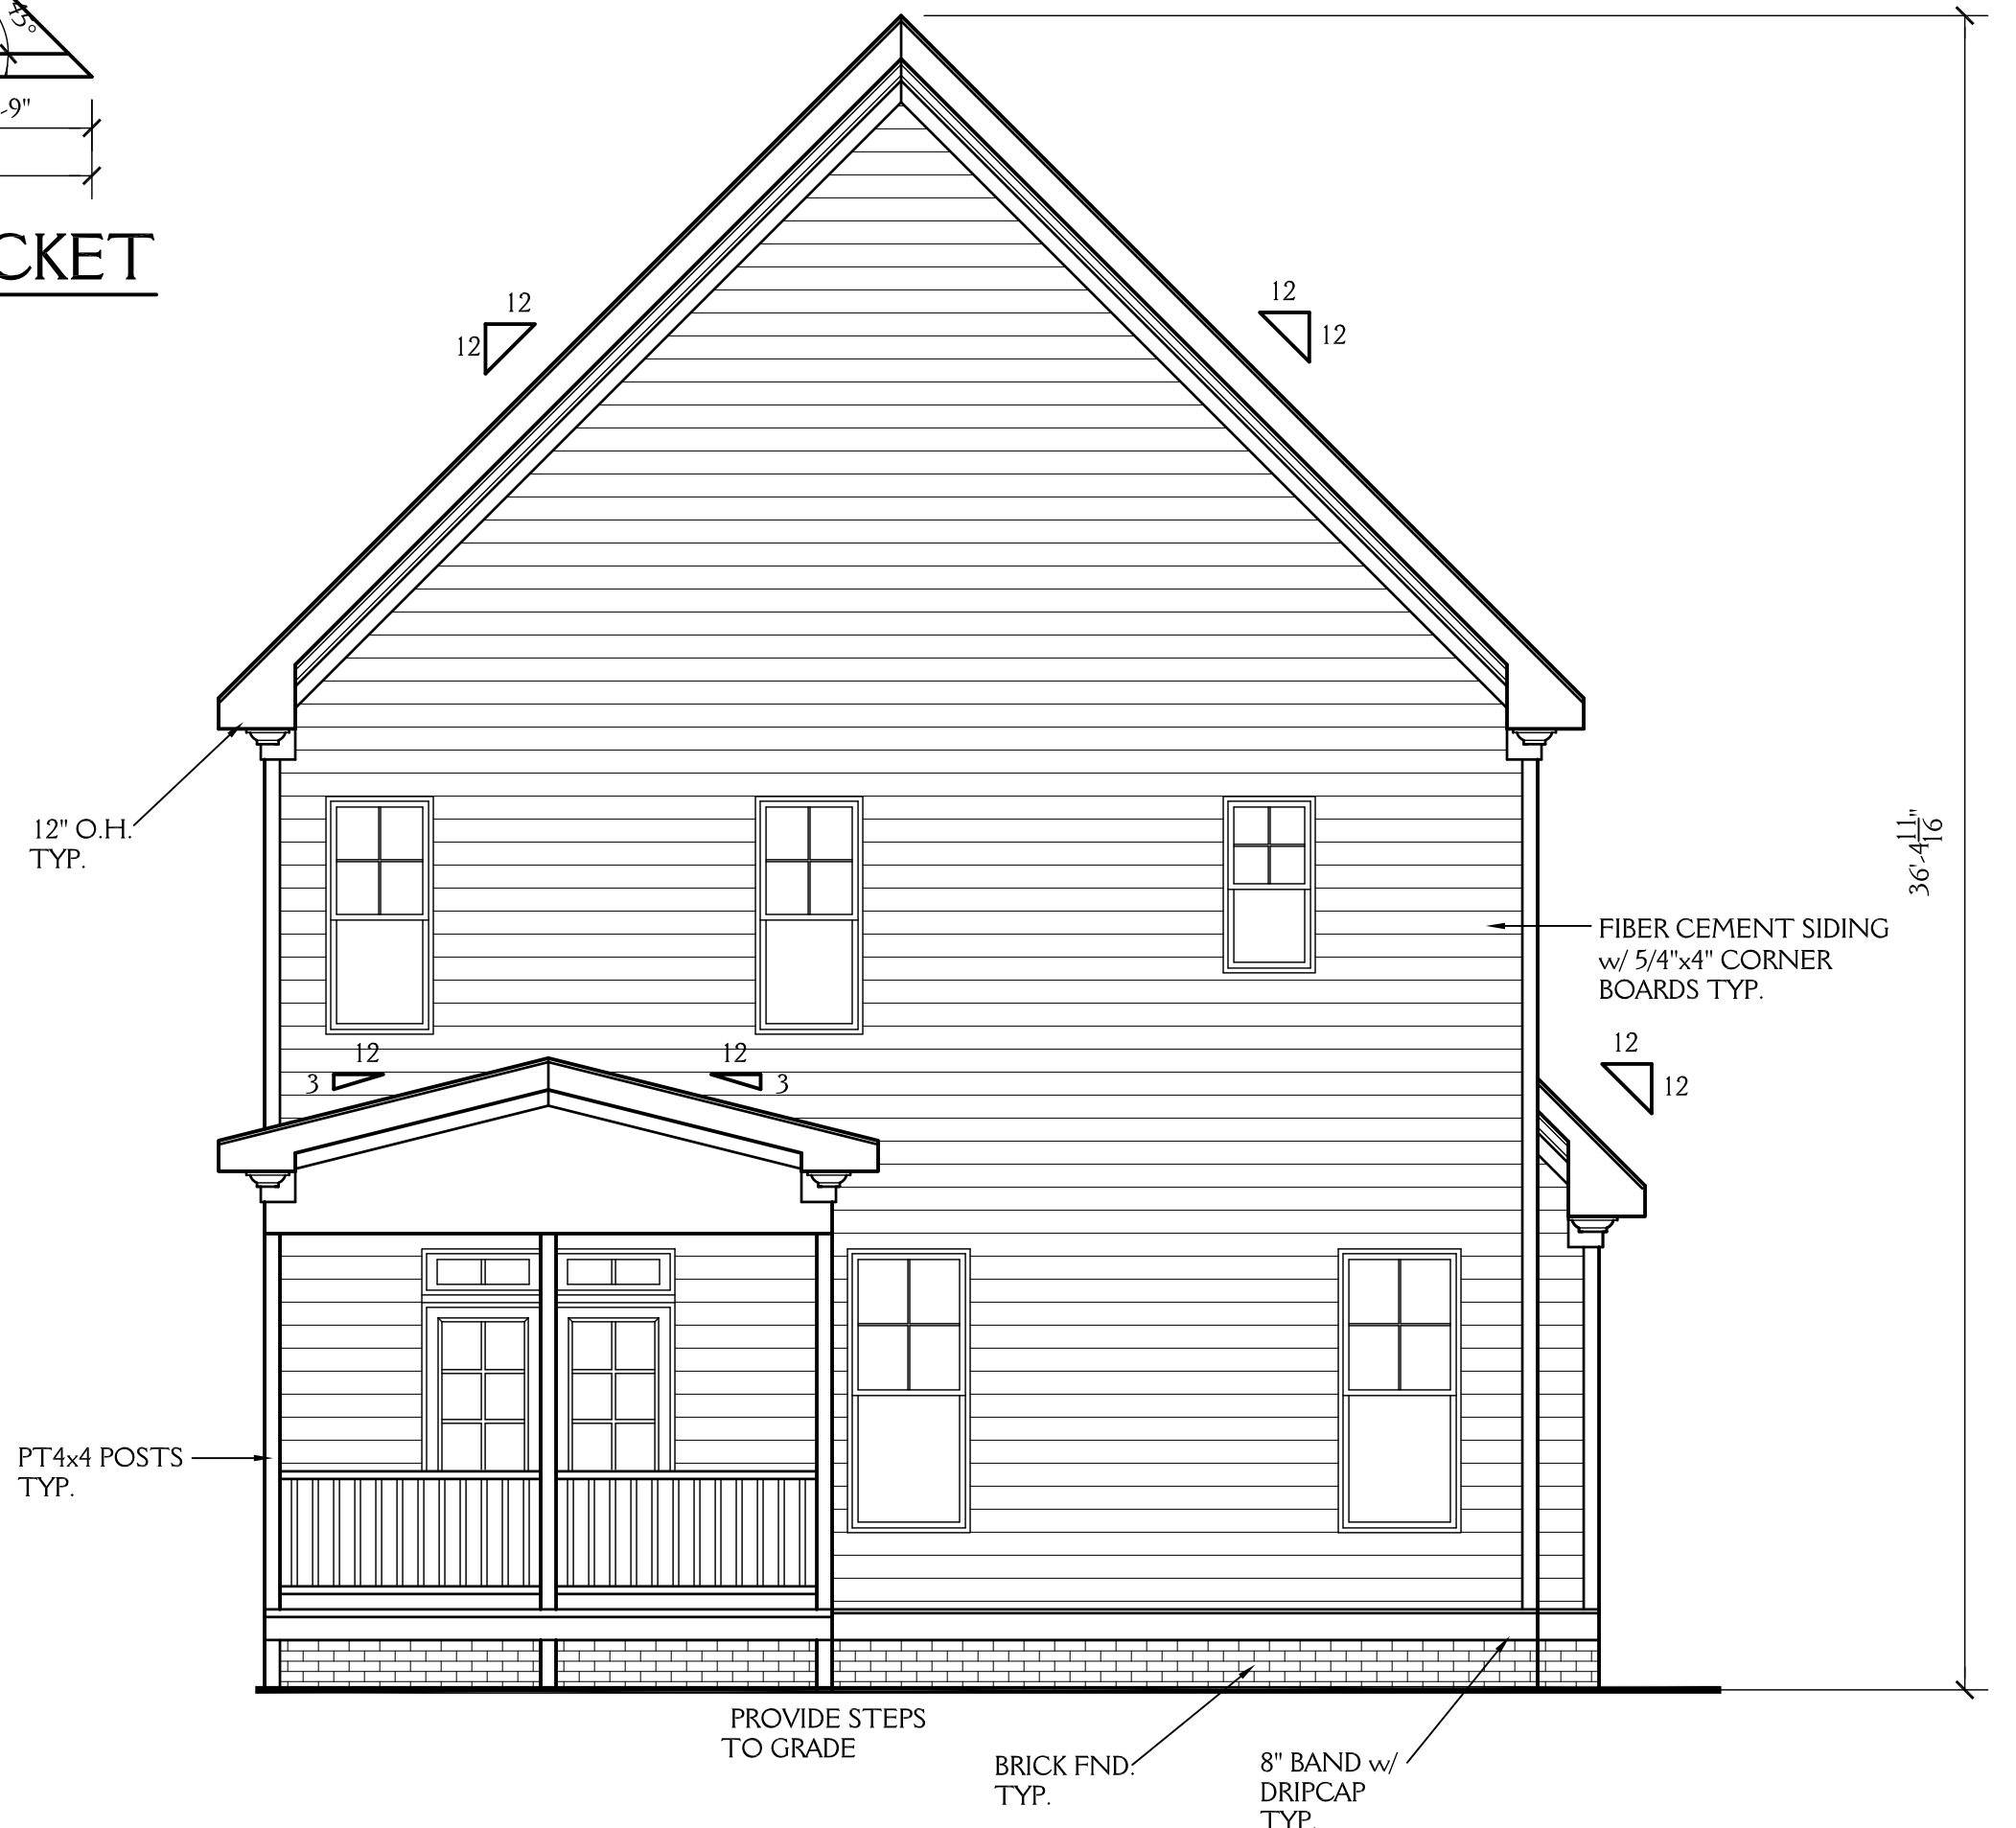 45°
-9"
CKET
12
12
12
12
12" O.H.
TYP.
36'-4 11/16"
FIBER CEMENT SIDING
w/ 5/4"x4" CORNER
BOARDS TYP.
12
12
12
3
12
3
PT4x4 POSTS
TYP.
PROVIDE STEPS
TO GRADE
BRICK FND.
TYP.
8" BAND w/
DRIPCAP
TYP.